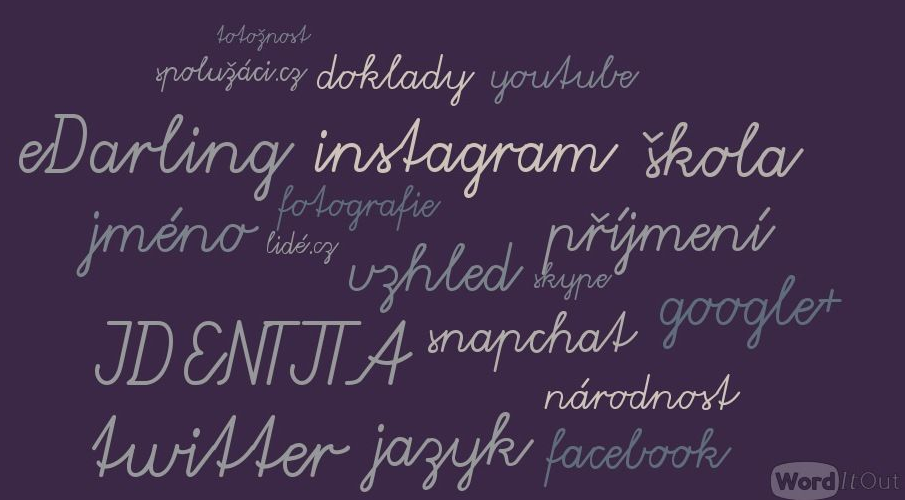 totožnost
spolužáci.cz doklady youtube
eDarling instagram škola
fotografie
jméno lidé.cz příjmení
vzhled skype
google+
IDENTITA snapchat
národnost
twitter jazyk facebook
WordItOut